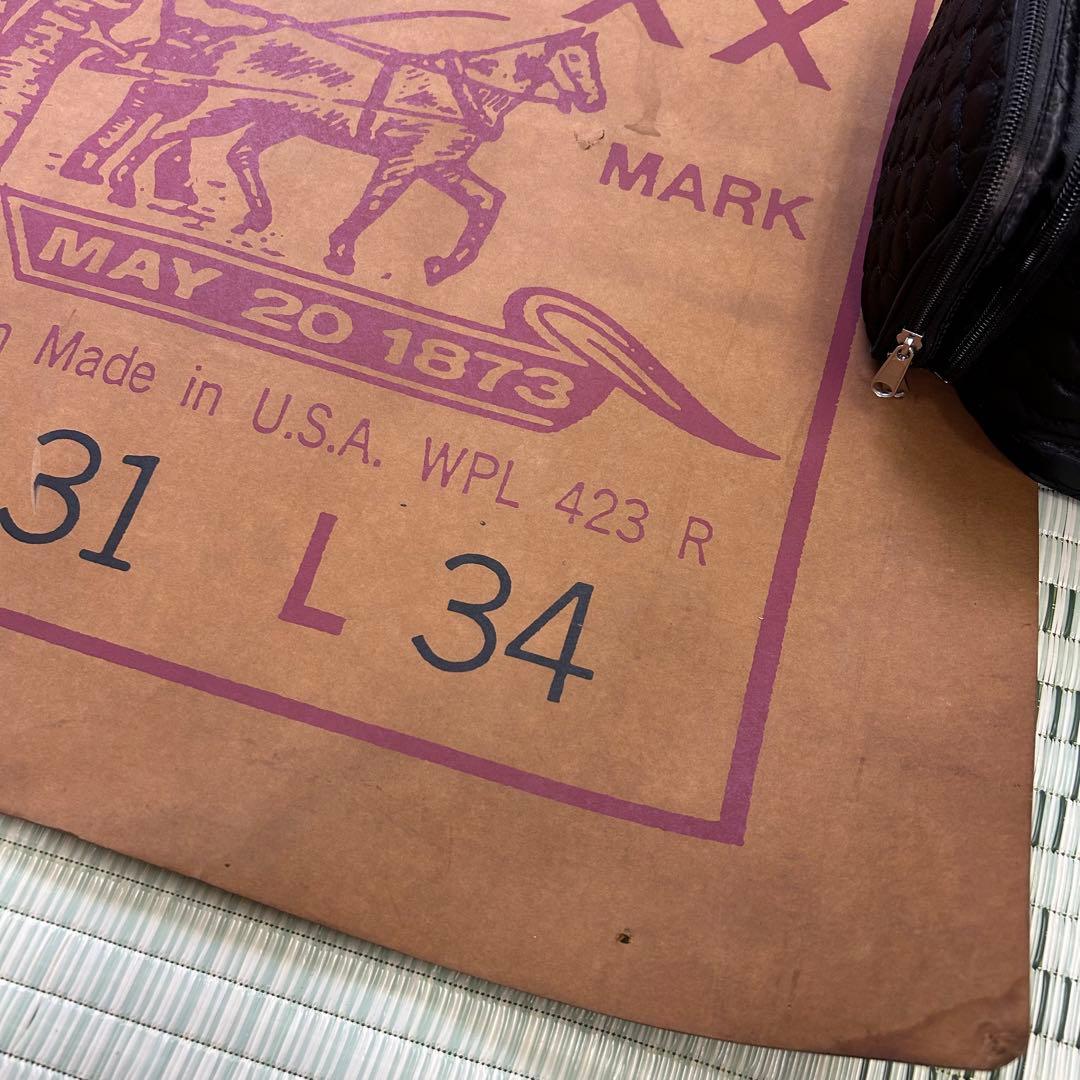 XX
MARK
MAY 20 1873
Made in U.S.A. WPL 423 R
31 L 34